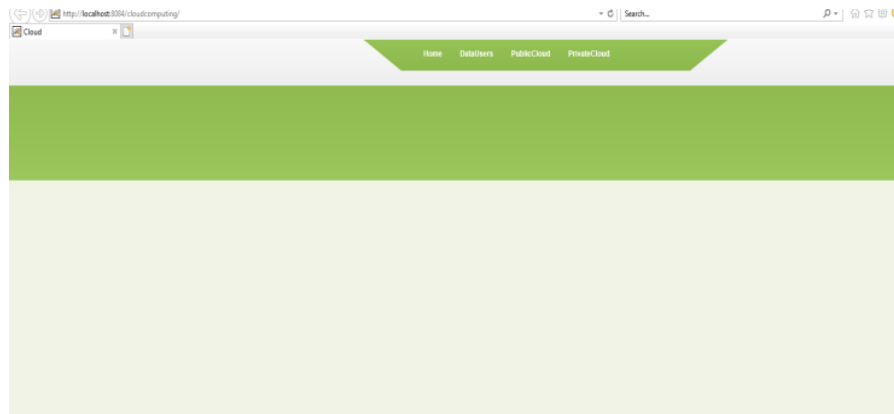 http://localhost:8084/cloudcomputing/
Search...
Cloud
Home DataUsers PublicCloud PrivateCloud